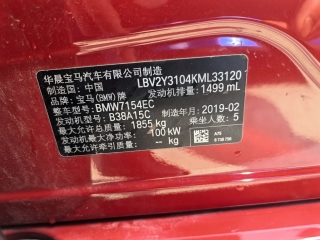 华晨宝马汽车有限公司制造
制造国: 中国 LBV2Y3104KML33120
品牌: 宝马(BMW)牌 发动机排量: 1499 mL
整车型号: BMW7154EC
发动机型号: B38A15C 制造年月: 2019-02
最大允许总质量: 1855 kg 乘坐人数: 5
发动机最大净功率: 100 kW
最大允许牵引质量: -- kg